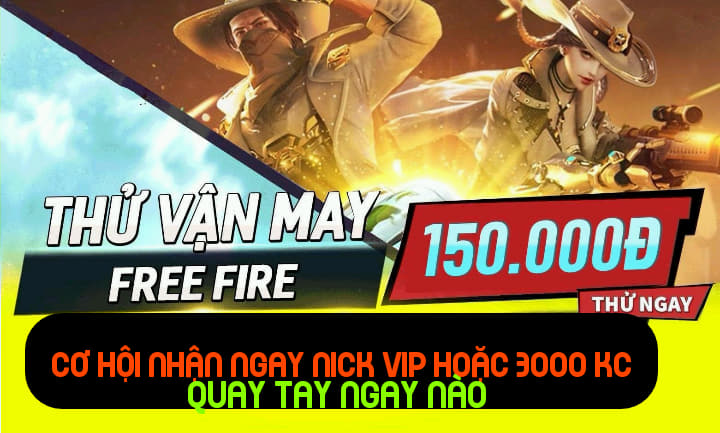 THỬ VẬN MAY
FREE FIRE
150.000Đ
THỬ NGAY
CƠ HỘI NHẬN NGAY NICK VIP HOẶC 3000 KC
QUAY TAY NGAY NÀO